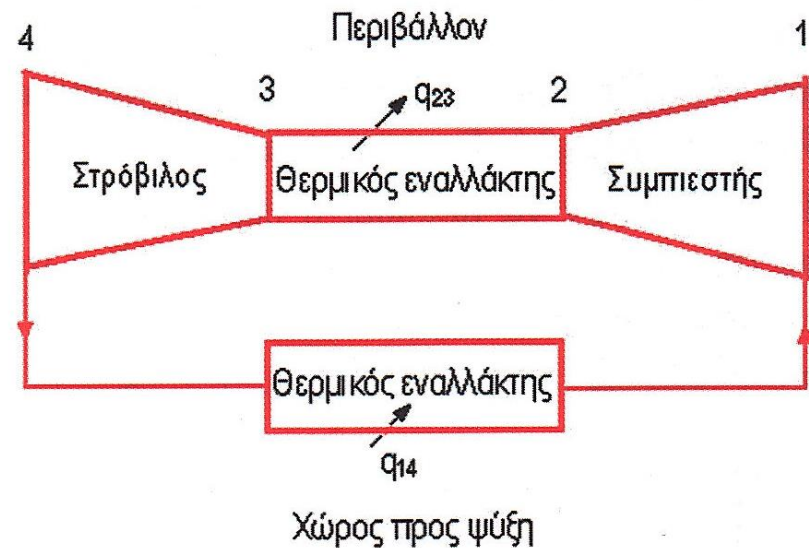 Περιβάλλον
4
1
3
q23
2
Στρόβιλος
Θερμικός εναλλάκτης
Συμπιεστής
Θερμικός εναλλάκτης
q14
Χώρος προς ψύξη